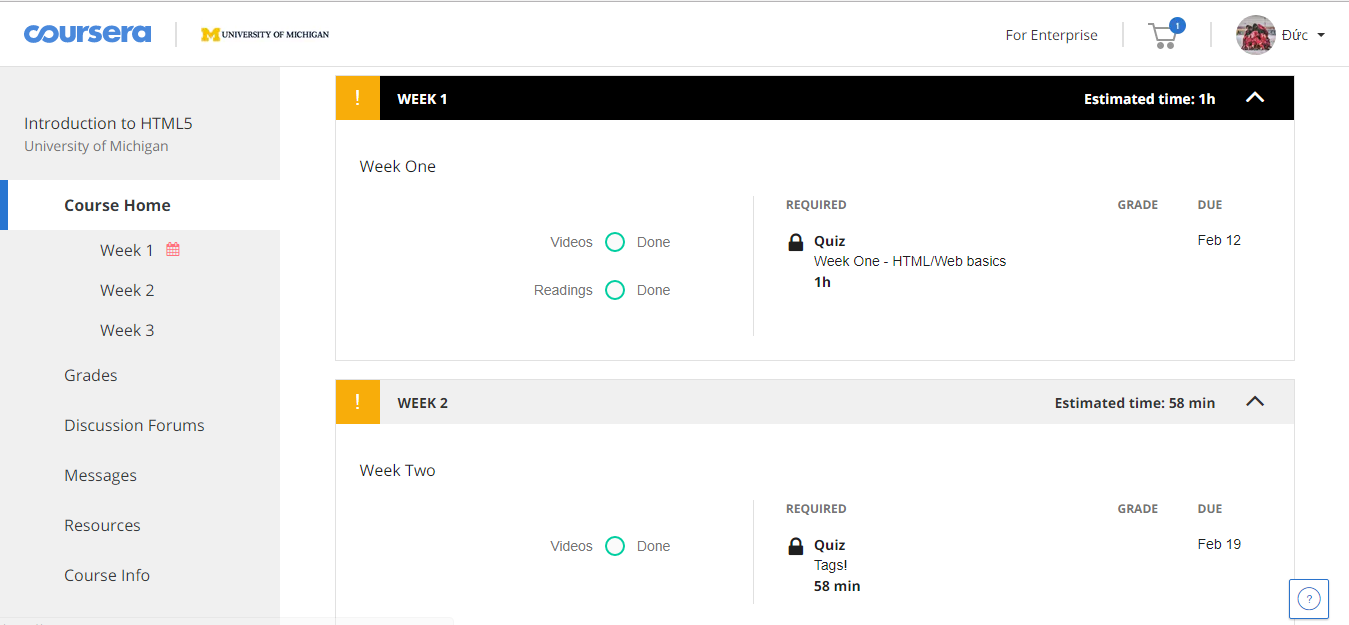 coursera
M UNIVERSITY OF MICHIGAN
For Enterprise
1
Đức
Introduction to HTML5
University of Michigan
Course Home
Week 1
Week 2
Week 3
Grades
Discussion Forums
Messages
Resources
Course Info
! WEEK 1 Estimated time: 1h
Week One
Videos Done
Readings Done
REQUIRED GRADE DUE
Quiz Feb 12
Week One - HTML/Web basics
1h
! WEEK 2 Estimated time: 58 min
Week Two
Videos Done
REQUIRED GRADE DUE
Quiz Feb 19
Tags!
58 min
?